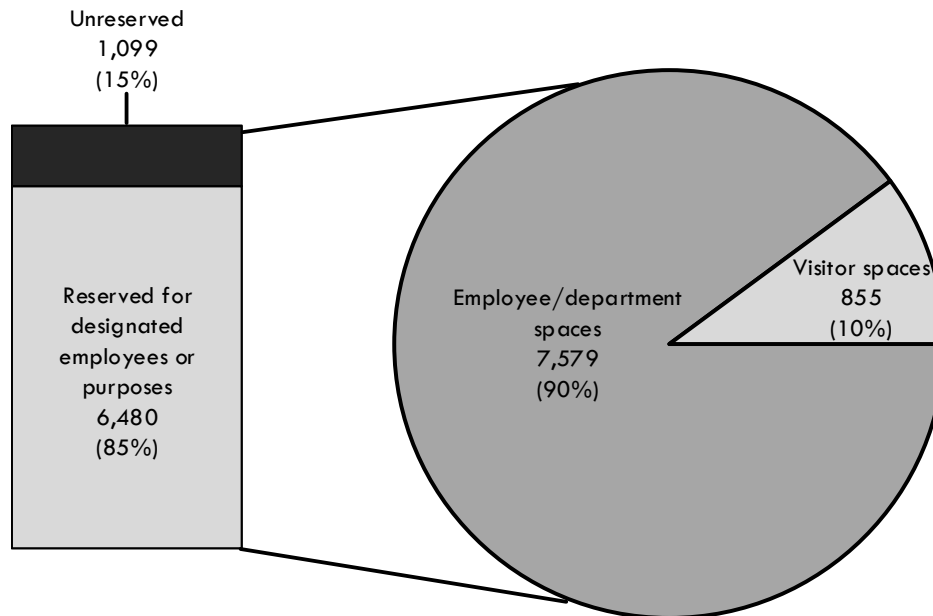 Unreserved
1,099
(15%)
Reserved for
designated
employees or
purposes
6,480
(85%)
Employee/department
spaces
7,579
(90%)
Visitor spaces
855
(10%)